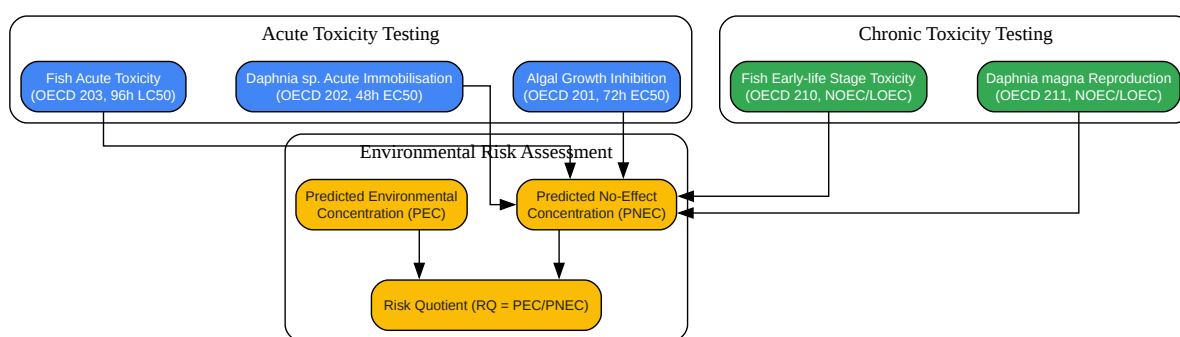 Acute Toxicity Testing
Chronic Toxicity Testing
Fish Acute Toxicity
(OECD 203, 96h LC50)
Daphnia sp. Acute Immobilisation
(OECD 202, 48h EC50)
Algal Growth Inhibition
(OECD 201, 72h EC50)
Fish Early-life Stage Toxicity
(OECD 210, NOEC/LOEC)
Daphnia magna Reproduction
(OECD 211, NOEC/LOEC)
Environmental Risk Assessment
Predicted Environmental
Concentration (PEC)
Predicted No-Effect
Concentration (PNEC)
Risk Quotient (RQ = PEC/PNEC)